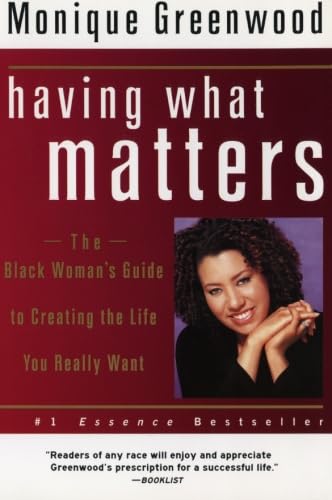 Monique Greenwood
having what
matters
— The —
Black Woman's Guide
to Creating the Life
You Really Want
#1 Essence Bestseller
"Readers of any race will enjoy and appreciate
Greenwood's prescription for a successful life."
—BOOKLIST